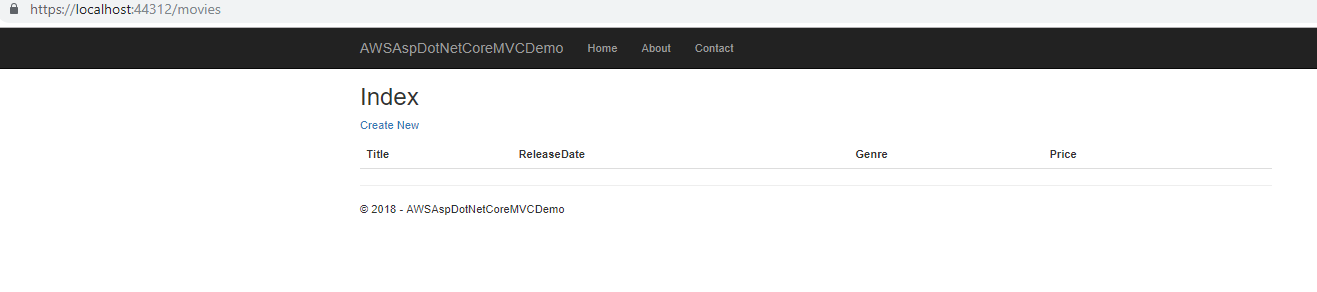 https://localhost:44312/movies
AWSAspDotNetCoreMVCDemo Home About Contact
Index
Create New
Title ReleaseDate Genre Price
© 2018 - AWSAspDotNetCoreMVCDemo